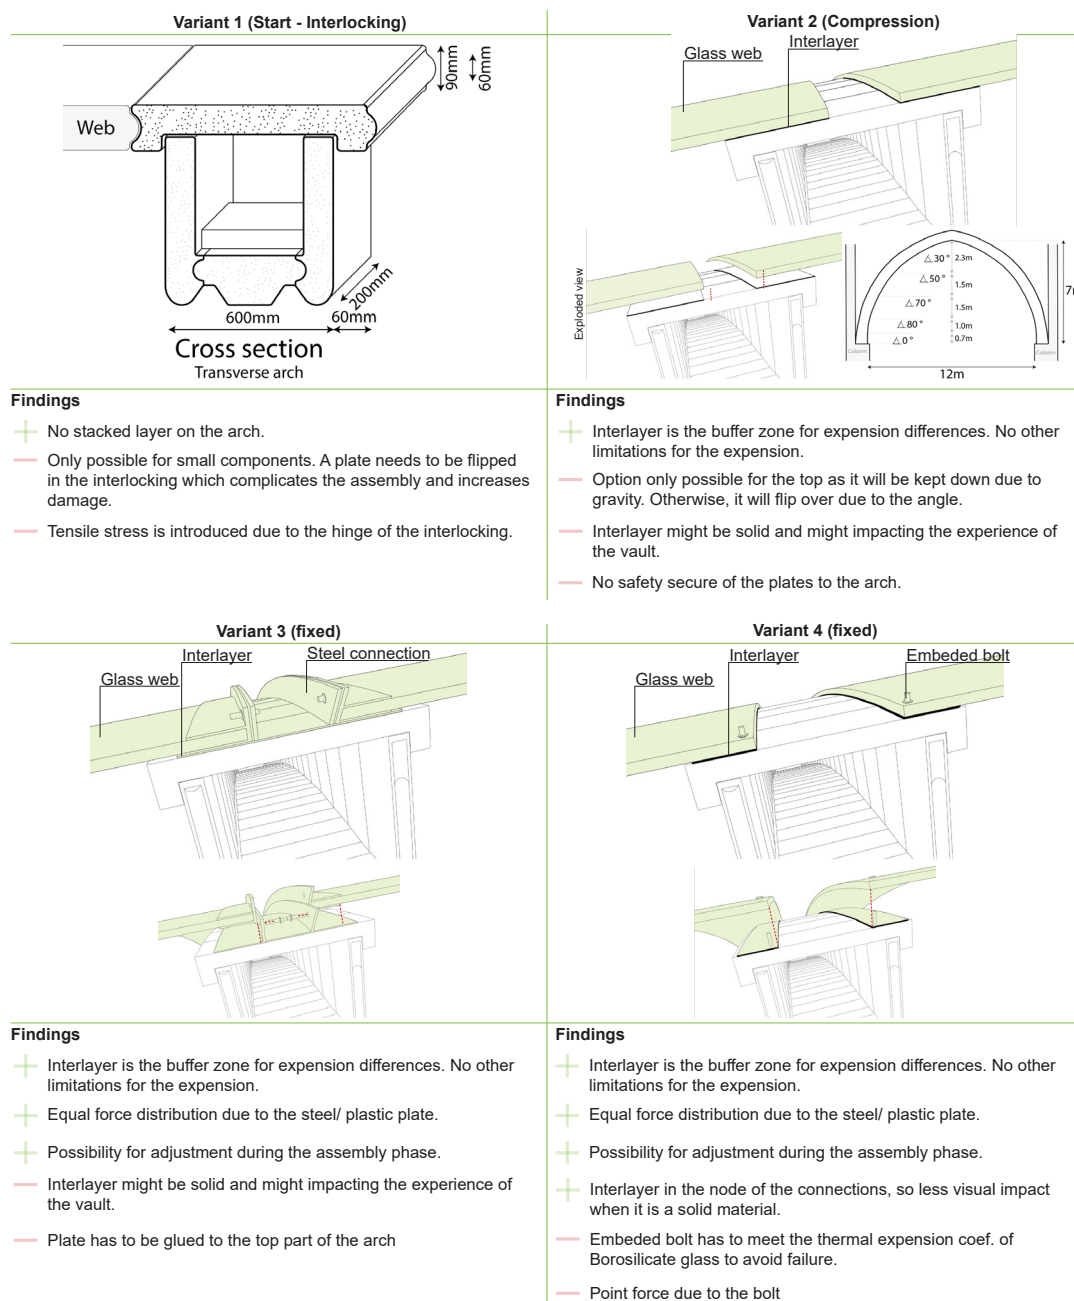 Variant 1 (Start - Interlocking)
90mm
60mm
Web
200mm
600mm
60mm
Cross section
Transverse arch
Findings
No stacked layer on the arch.
Only possible for small components. A plate needs to be flipped
in the interlocking which complicates the assembly and increases
damage.
Tensile stress is introduced due to the hinge of the interlocking.
Variant 2 (Compression)
Interlayer
Glass web
Exploded view
30 °
2.3m
50 °
1.5m
70 °
1.5m
80 °
1.0m
0 °
0.7m
Column
Column
12m
Findings
Interlayer is the buffer zone for expension differences. No other
limitations for the expension.
Option only possible for the top as it will be kept down due to
gravity. Otherwise, it will flip over due to the angle.
Interlayer might be solid and might impacting the experience of
the vault.
No safety secure of the plates to the arch.
Variant 3 (fixed)
Interlayer
Steel connection
Glass web
Findings
Interlayer is the buffer zone for expension differences. No other
limitations for the expension.
Equal force distribution due to the steel/ plastic plate.
Possibility for adjustment during the assembly phase.
Interlayer might be solid and might impacting the experience of
the vault.
Plate has to be glued to the top part of the arch
Variant 4 (fixed)
Interlayer
Embeded bolt
Glass web
Findings
Interlayer is the buffer zone for expension differences. No other
limitations for the expension.
Equal force distribution due to the steel/ plastic plate.
Possibility for adjustment during the assembly phase.
Interlayer in the node of the connections, so less visual impact
when it is a solid material.
Embeded bolt has to meet the thermal expension coef. of
Borosilicate glass to avoid failure.
Point force due to the bolt